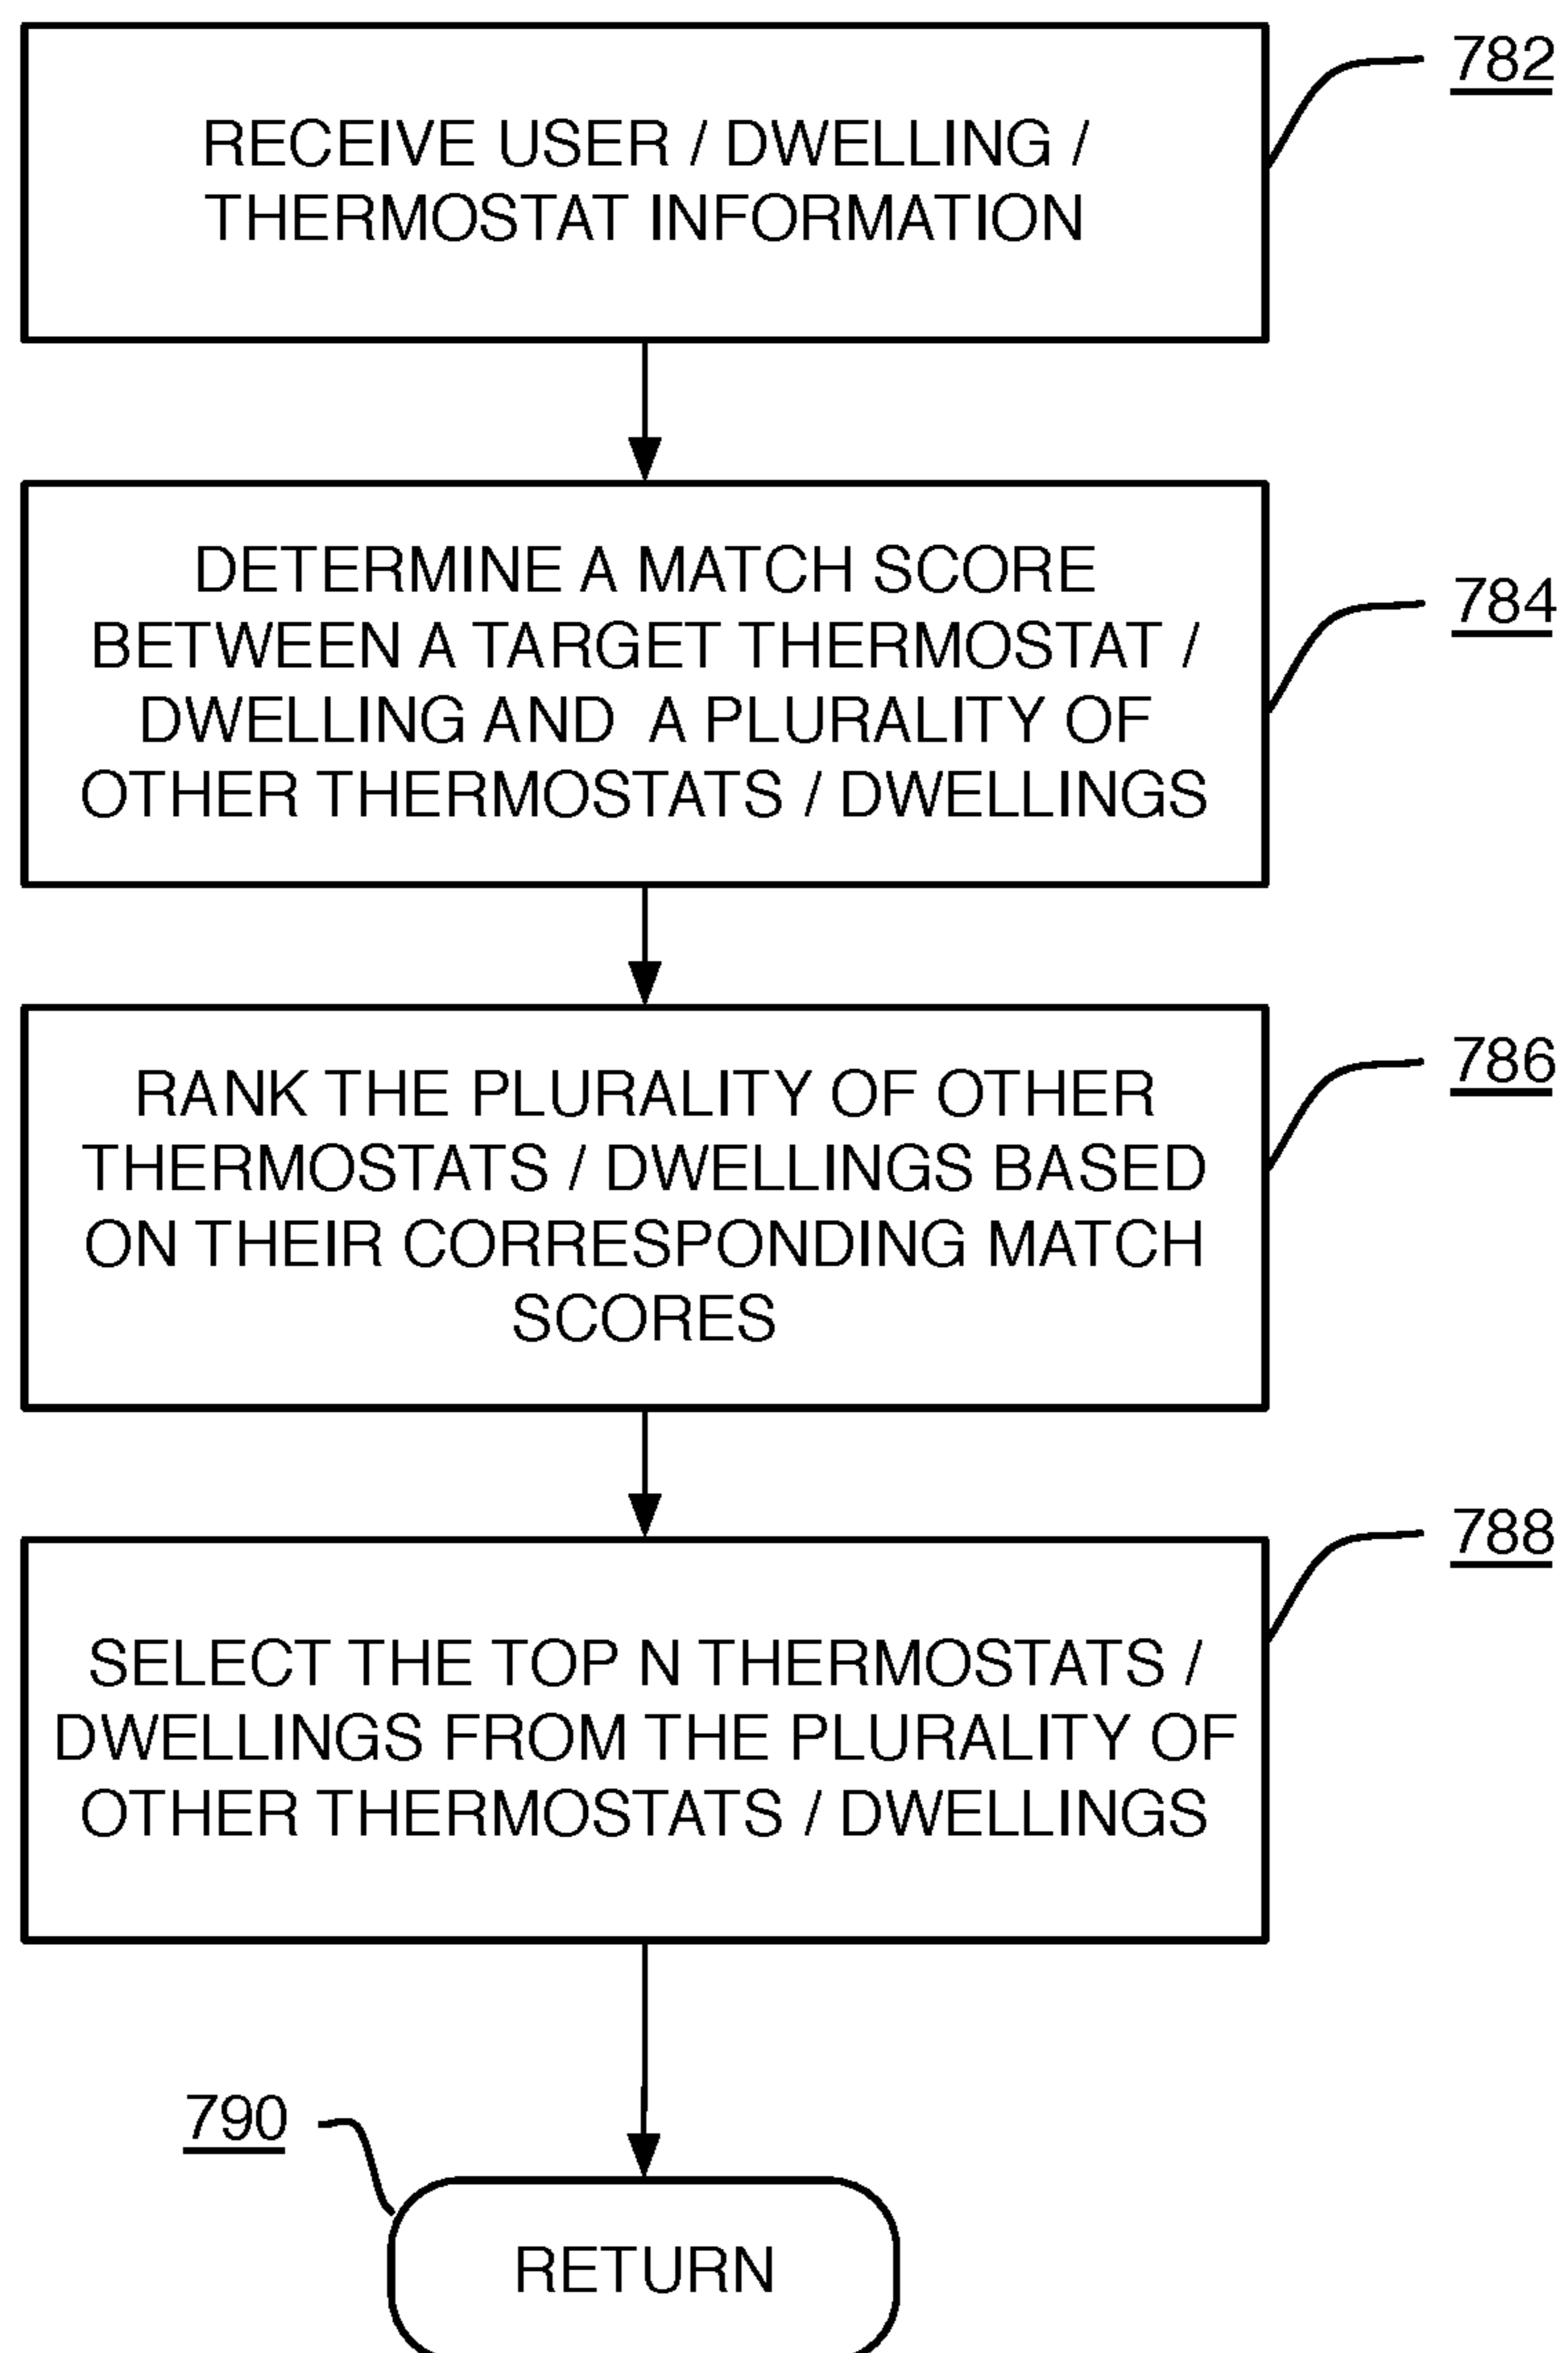 782
RECEIVE USER / DWELLING /
THERMOSTAT INFORMATION
784
DETERMINE A MATCH SCORE
BETWEEN A TARGET THERMOSTAT /
DWELLING AND A PLURALITY OF
OTHER THERMOSTATS / DWELLINGS
786
RANK THE PLURALITY OF OTHER
THERMOSTATS / DWELLINGS BASED
ON THEIR CORRESPONDING MATCH
SCORES
788
SELECT THE TOP N THERMOSTATS /
DWELLINGS FROM THE PLURALITY OF
OTHER THERMOSTATS / DWELLINGS
790
RETURN